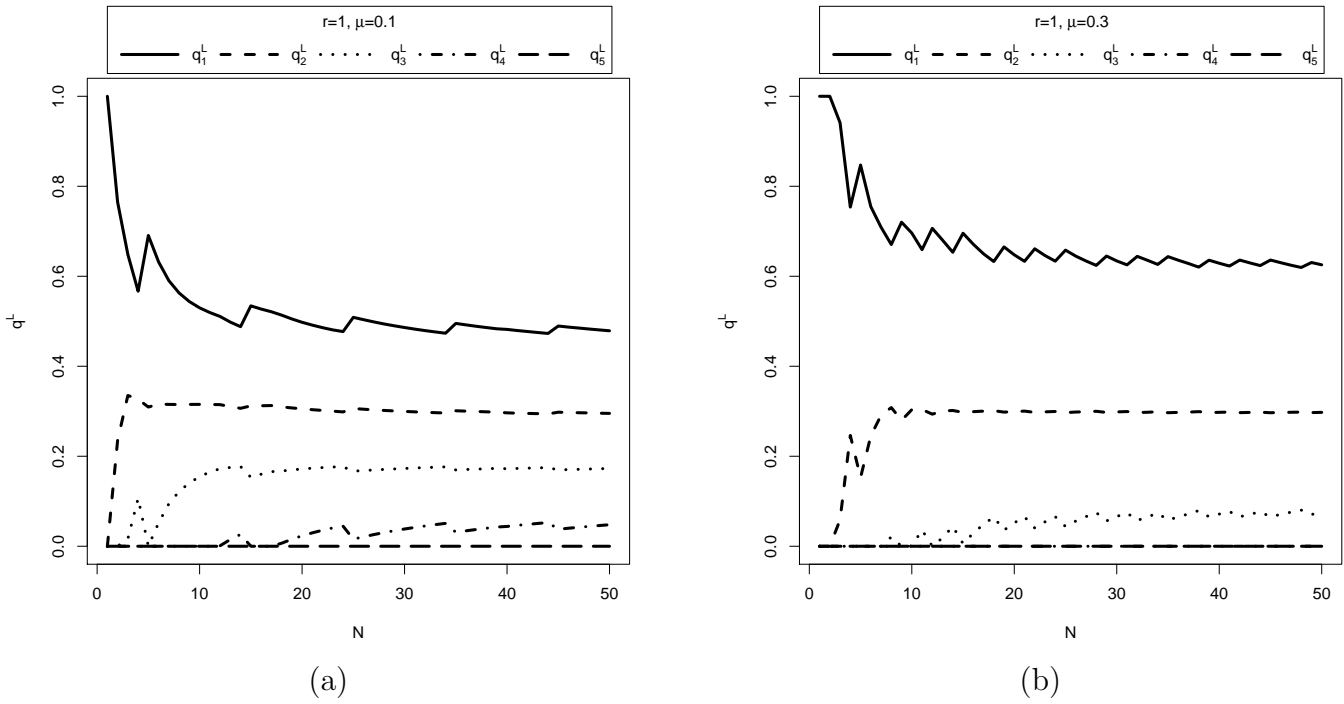 r=1, μ=0.1
q₁ᴸ q₂ᴸ q₃ᴸ q₄ᴸ q₅ᴸ
qᴸ
0.0 0.2 0.4 0.6 0.8 1.0
0 10 20 30 40 50
N
(a)
r=1, μ=0.3
q₁ᴸ q₂ᴸ q₃ᴸ q₄ᴸ q₅ᴸ
qᴸ
0.0 0.2 0.4 0.6 0.8 1.0
0 10 20 30 40 50
N
(b)